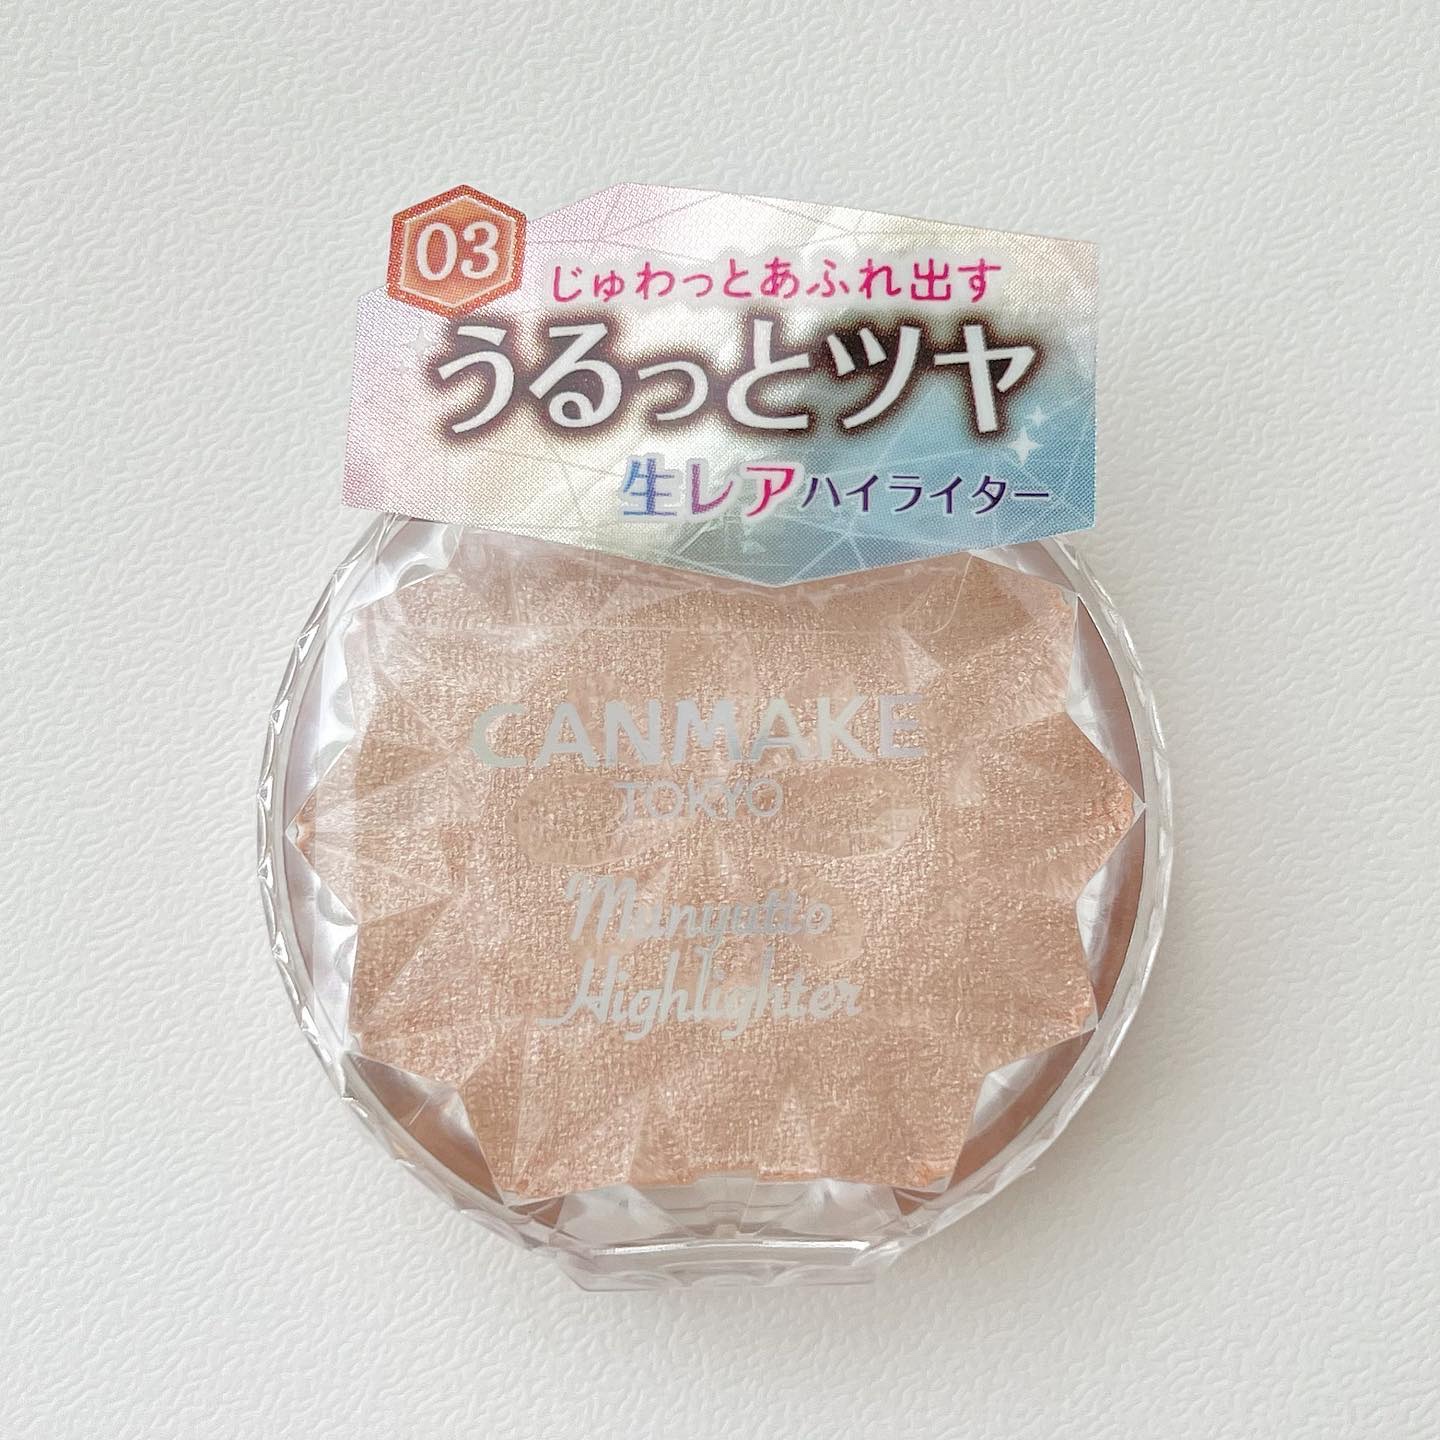 03
じゅわっとあふれ出す
うるっとツヤ
生レアハイライター
CANMAKE
TOKYO
Munyutto
Highlighter